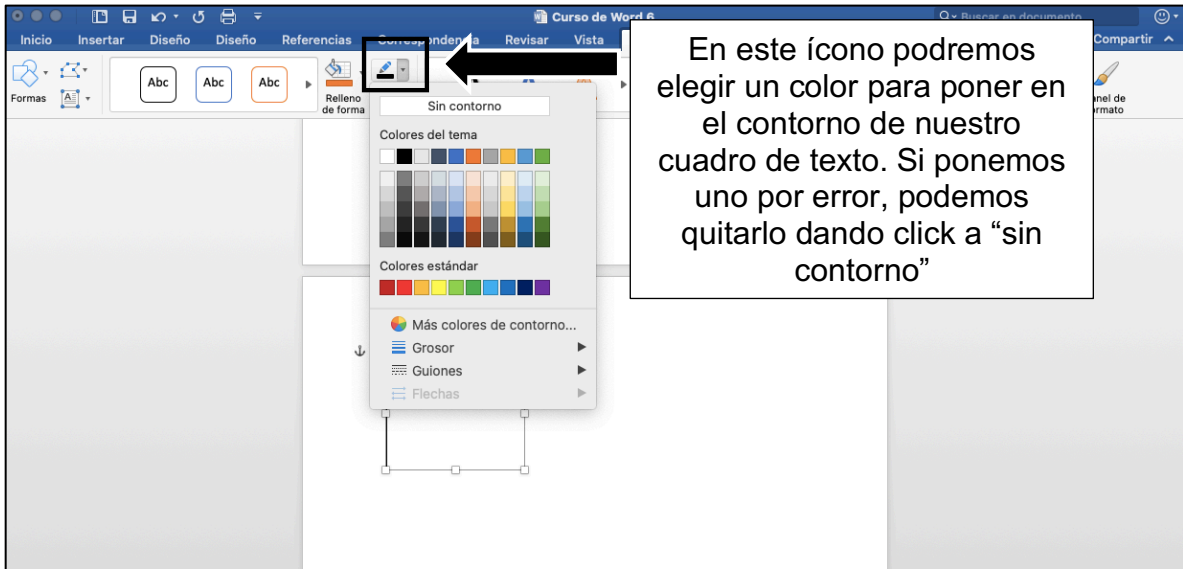 Curso de Word 6
Buscar en documento
Inicio Insertar Diseño Diseño Referencias Correspondencia Revisar Vista Compartir
Formas
Abc Abc Abc
Relleno
de forma
Sin contorno
Colores del tema
Colores estándar
Más colores de contorno...
Grosor
Guiones
Flechas
En este ícono podremos
elegir un color para poner en
el contorno de nuestro
cuadro de texto. Si ponemos
uno por error, podemos
quitarlo dando click a “sin
contorno”